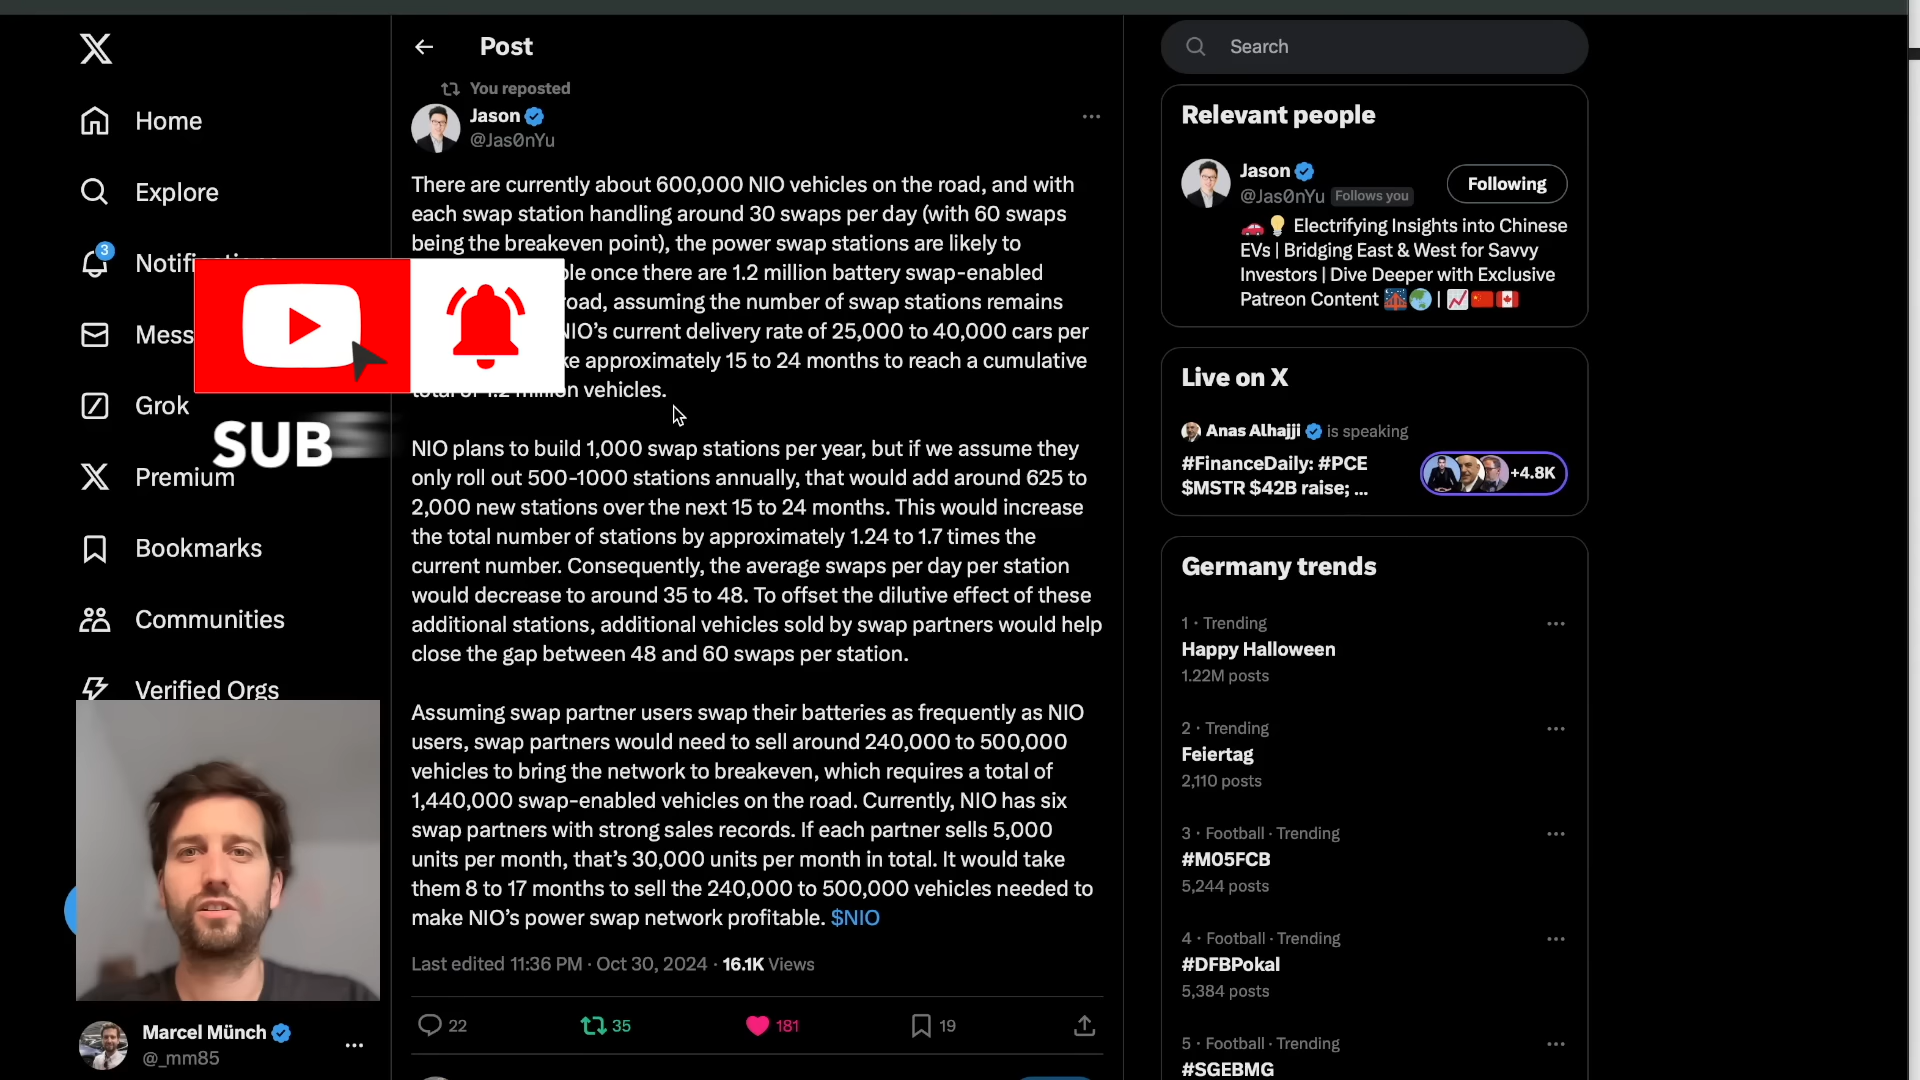 Home
Explore
3
Mess
Grok
Premium
Bookmarks
Communities
Verified Orgs
Marcel Münch
@_mm85
SUB
Post
You reposted
Jason
@Jas0nYu
There are currently about 600,000 NIO vehicles on the road, and with
each swap station handling around 30 swaps per day (with 60 swaps
being the breakeven point), the power swap stations are likely to
ole once there are 1.2 million battery swap-enabled
road, assuming the number of swap stations remains
NIO’s current delivery rate of 25,000 to 40,000 cars per
ke approximately 15 to 24 months to reach a cumulative
total of 1.2 million vehicles.
NIO plans to build 1,000 swap stations per year, but if we assume they
only roll out 500-1000 stations annually, that would add around 625 to
2,000 new stations over the next 15 to 24 months. This would increase
the total number of stations by approximately 1.24 to 1.7 times the
current number. Consequently, the average swaps per day per station
would decrease to around 35 to 48. To offset the dilutive effect of these
additional stations, additional vehicles sold by swap partners would help
close the gap between 48 and 60 swaps per station.
Assuming swap partner users swap their batteries as frequently as NIO
users, swap partners would need to sell around 240,000 to 500,000
vehicles to bring the network to breakeven, which requires a total of
1,440,000 swap-enabled vehicles on the road. Currently, NIO has six
swap partners with strong sales records. If each partner sells 5,000
units per month, that’s 30,000 units per month in total. It would take
them 8 to 17 months to sell the 240,000 to 500,000 vehicles needed to
make NIO’s power swap network profitable. $NIO
Last edited 11:36 PM · Oct 30, 2024 · 16.1K Views
22 35 181 19
Search
Relevant people
Jason
@Jas0nYu Follows you
Following
Electrifying Insights into Chinese
EVs | Bridging East & West for Savvy
Investors | Dive Deeper with Exclusive
Patreon Content | 
Live on X
Anas Alhajji is speaking
#FinanceDaily: #PCE
$MSTR $42B raise; ...
+4.8K
Germany trends
1 · Trending
Happy Halloween
1.22M posts
2 · Trending
Feiertag
2,110 posts
3 · Football · Trending
#M05FCB
5,244 posts
4 · Football · Trending
#DFBPokal
5,384 posts
5 · Football · Trending
#SGEBMG